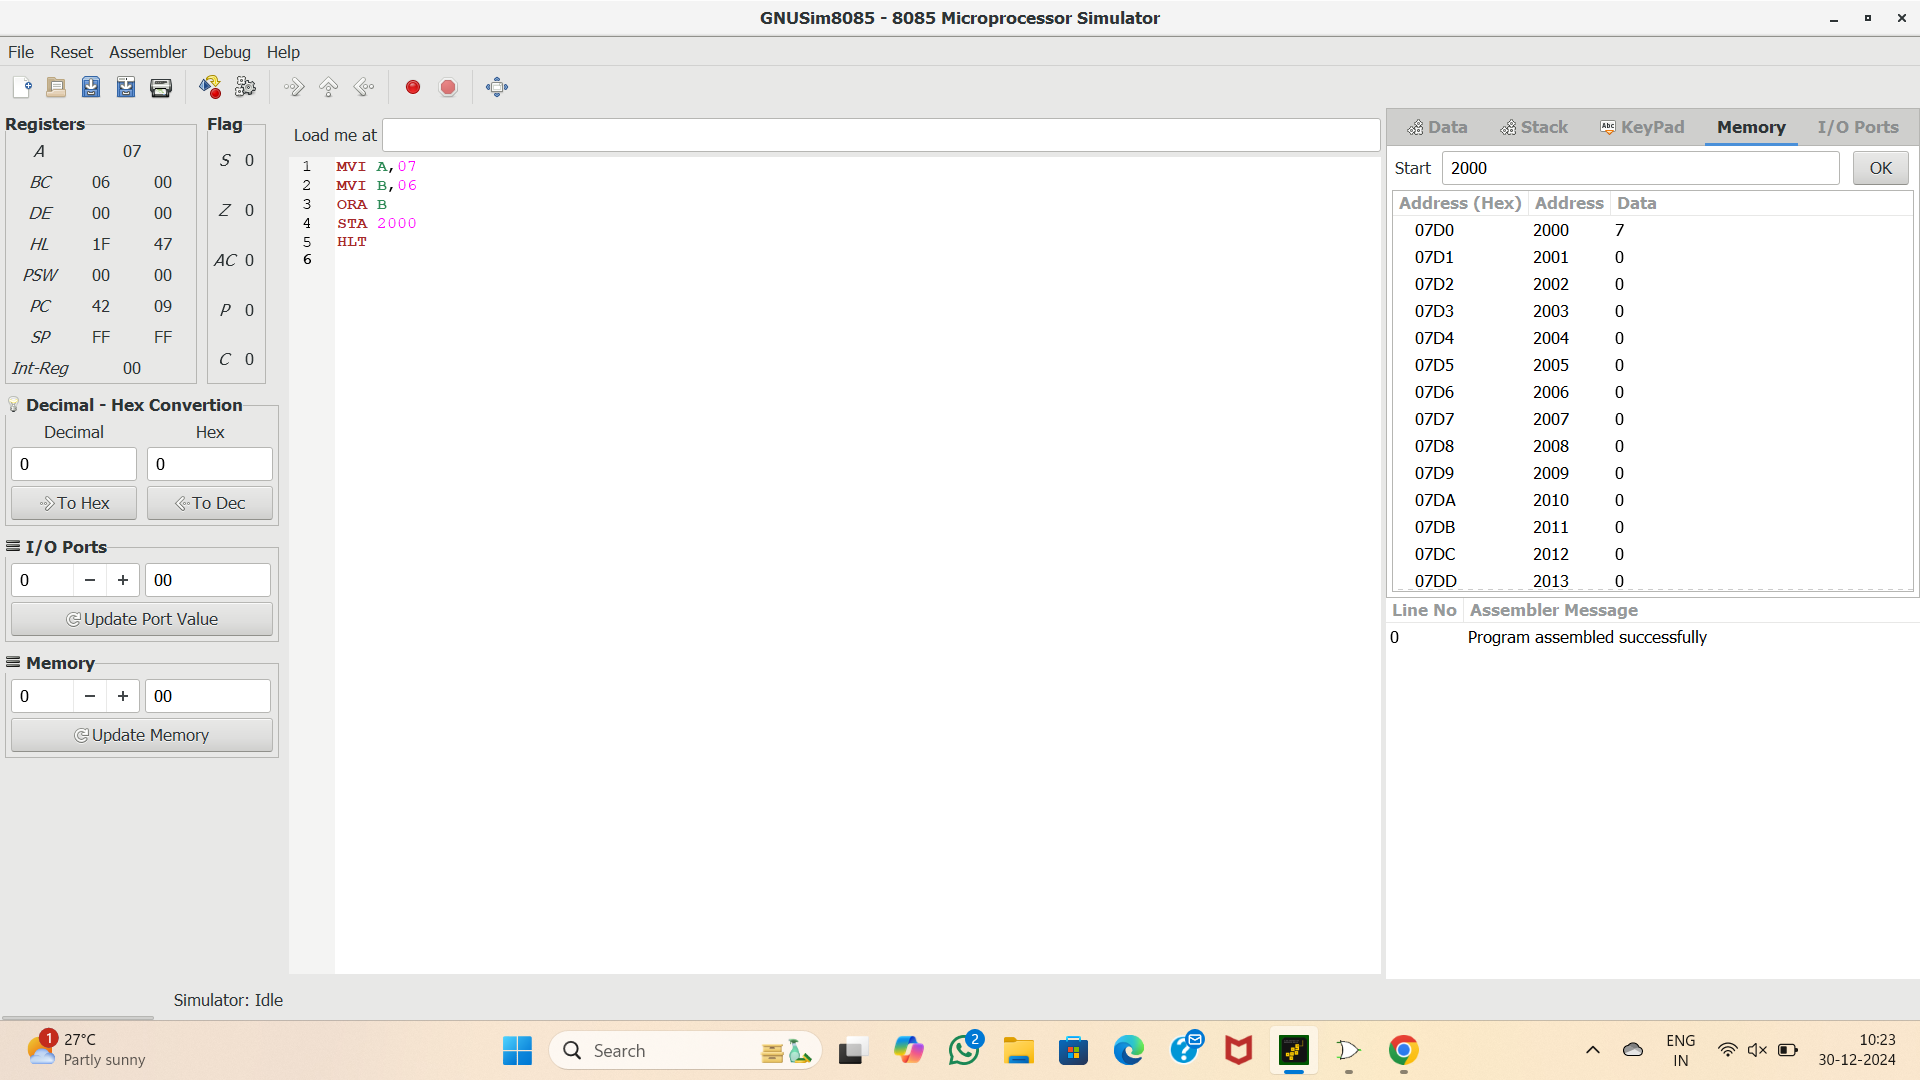 GNUSim8085 - 8085 Microprocessor Simulator
File Reset Assembler Debug Help
Registers
A 07
BC 06 00
DE 00 00
HL 1F 47
PSW 00 00
PC 42 09
SP FF FF
Int-Reg 00
Flag
S 0
Z 0
AC 0
P 0
C 0
Decimal - Hex Convertion
Decimal Hex
0 0
To Hex To Dec
I/O Ports
0 − + 00
Update Port Value
Memory
0 − + 00
Update Memory
Load me at
1 MVI A,07
2 MVI B,06
3 ORA B
4 STA 2000
5 HLT
6
Data Stack Abc KeyPad Memory I/O Ports
Start 2000 OK
Address (Hex) Address Data
07D0 2000 7
07D1 2001 0
07D2 2002 0
07D3 2003 0
07D4 2004 0
07D5 2005 0
07D6 2006 0
07D7 2007 0
07D8 2008 0
07D9 2009 0
07DA 2010 0
07DB 2011 0
07DC 2012 0
07DD 2013 0
Line No Assembler Message
0 Program assembled successfully
Simulator: Idle
1 27°C
Partly sunny
Search
2
ENG
IN
10:23
30-12-2024